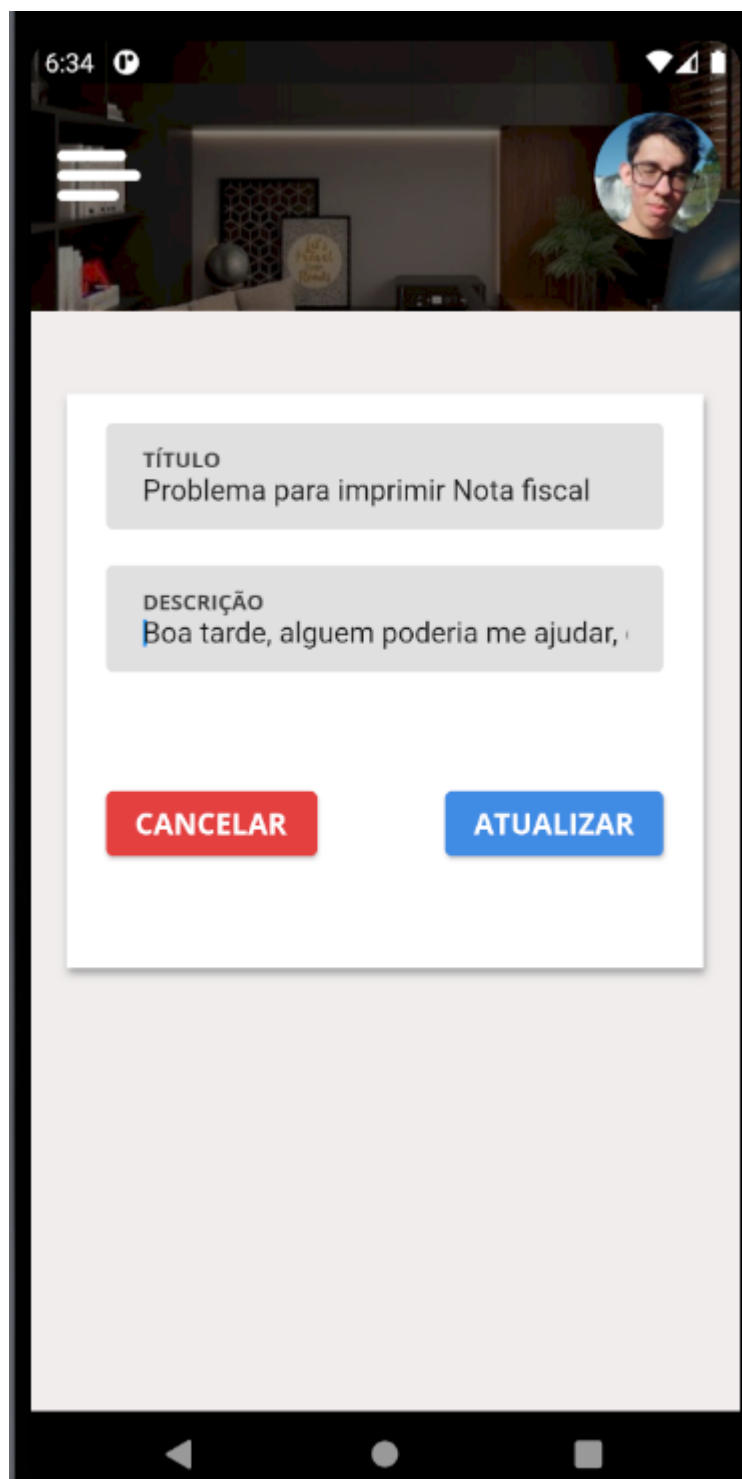 6:34
TÍTULO
Problema para imprimir Nota fiscal
DESCRIÇÃO
Boa tarde, alguem poderia me ajudar,
CANCELAR
ATUALIZAR